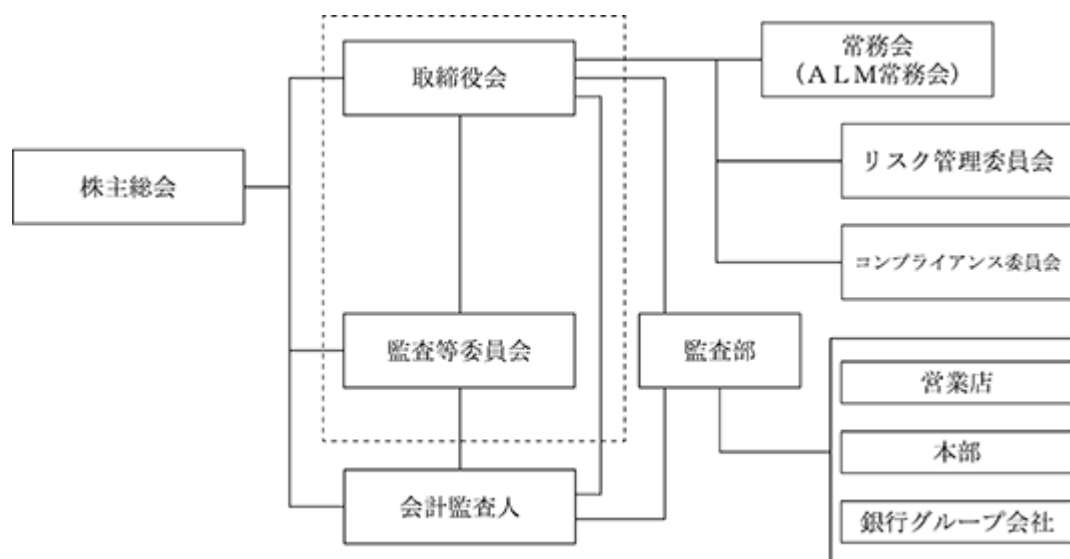 取締役会
常務会
(ＡＬＭ常務会)
リスク管理委員会
株主総会
コンプライアンス委員会
監査等委員会
監査部
営業店
本部
会計監査人
銀行グループ会社